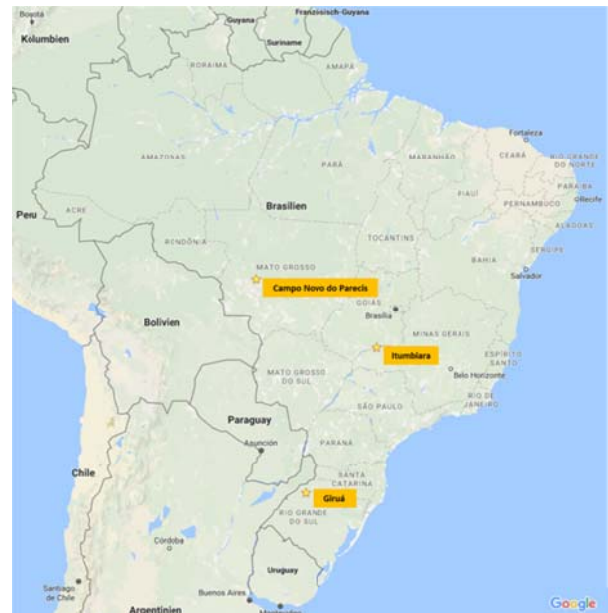 Bogotá
Kolumbien
Guyana
Französisch-Guyana
Suriname
RORAIMA
AMAPÁ
AMAZONAS
PARÁ
MARANHÃO
Fortaleza
CEARÁ
RIO GRANDE
DO NORTE
PARAÍBA
PIAUÍ
PERNAMBUCO
Recife
ACRE
Brasilien
ALAGOAS
Peru
RONDÔNIA
TOCANTINS
SERGIPE
BAHIA
MATO GROSSO
Salvador
Campo Novo do Parecis
GOIÁS
Brasília
Bolivien
MINAS GERAIS
Itumbiara
ESPÍRITO
SANTO
Belo Horizonte
MATO GROSSO
DO SUL
RIO DE
JANEIRO
SÃO PAULO
Paraguay
PARANÁ
Asunción
Chile
SANTA
CATARINA
Giruá
RIO GRANDE
DO SUL
Córdoba
Uruguay
Santiago
de Chile
Buenos Aires
Argentinien
Google